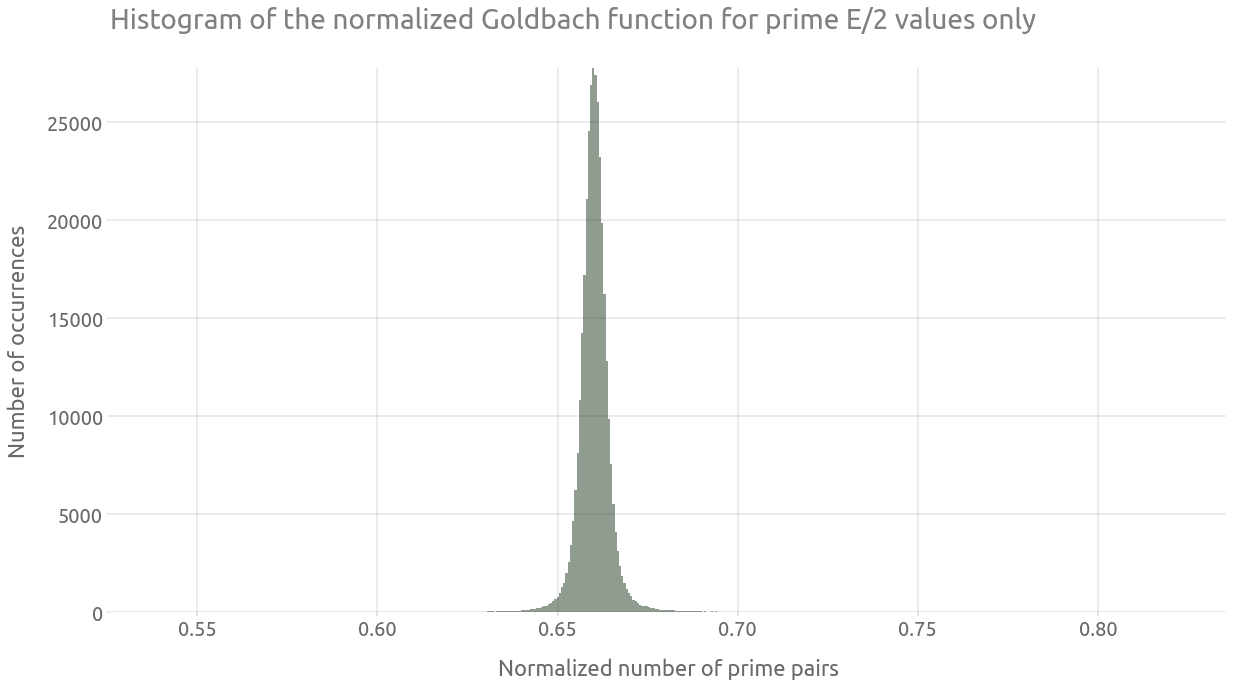 Histogram of the normalized Goldbach function for prime E/2 values only
Number of occurrences
25000
20000
15000
10000
5000
0
0.55 0.60 0.65 0.70 0.75 0.80
Normalized number of prime pairs